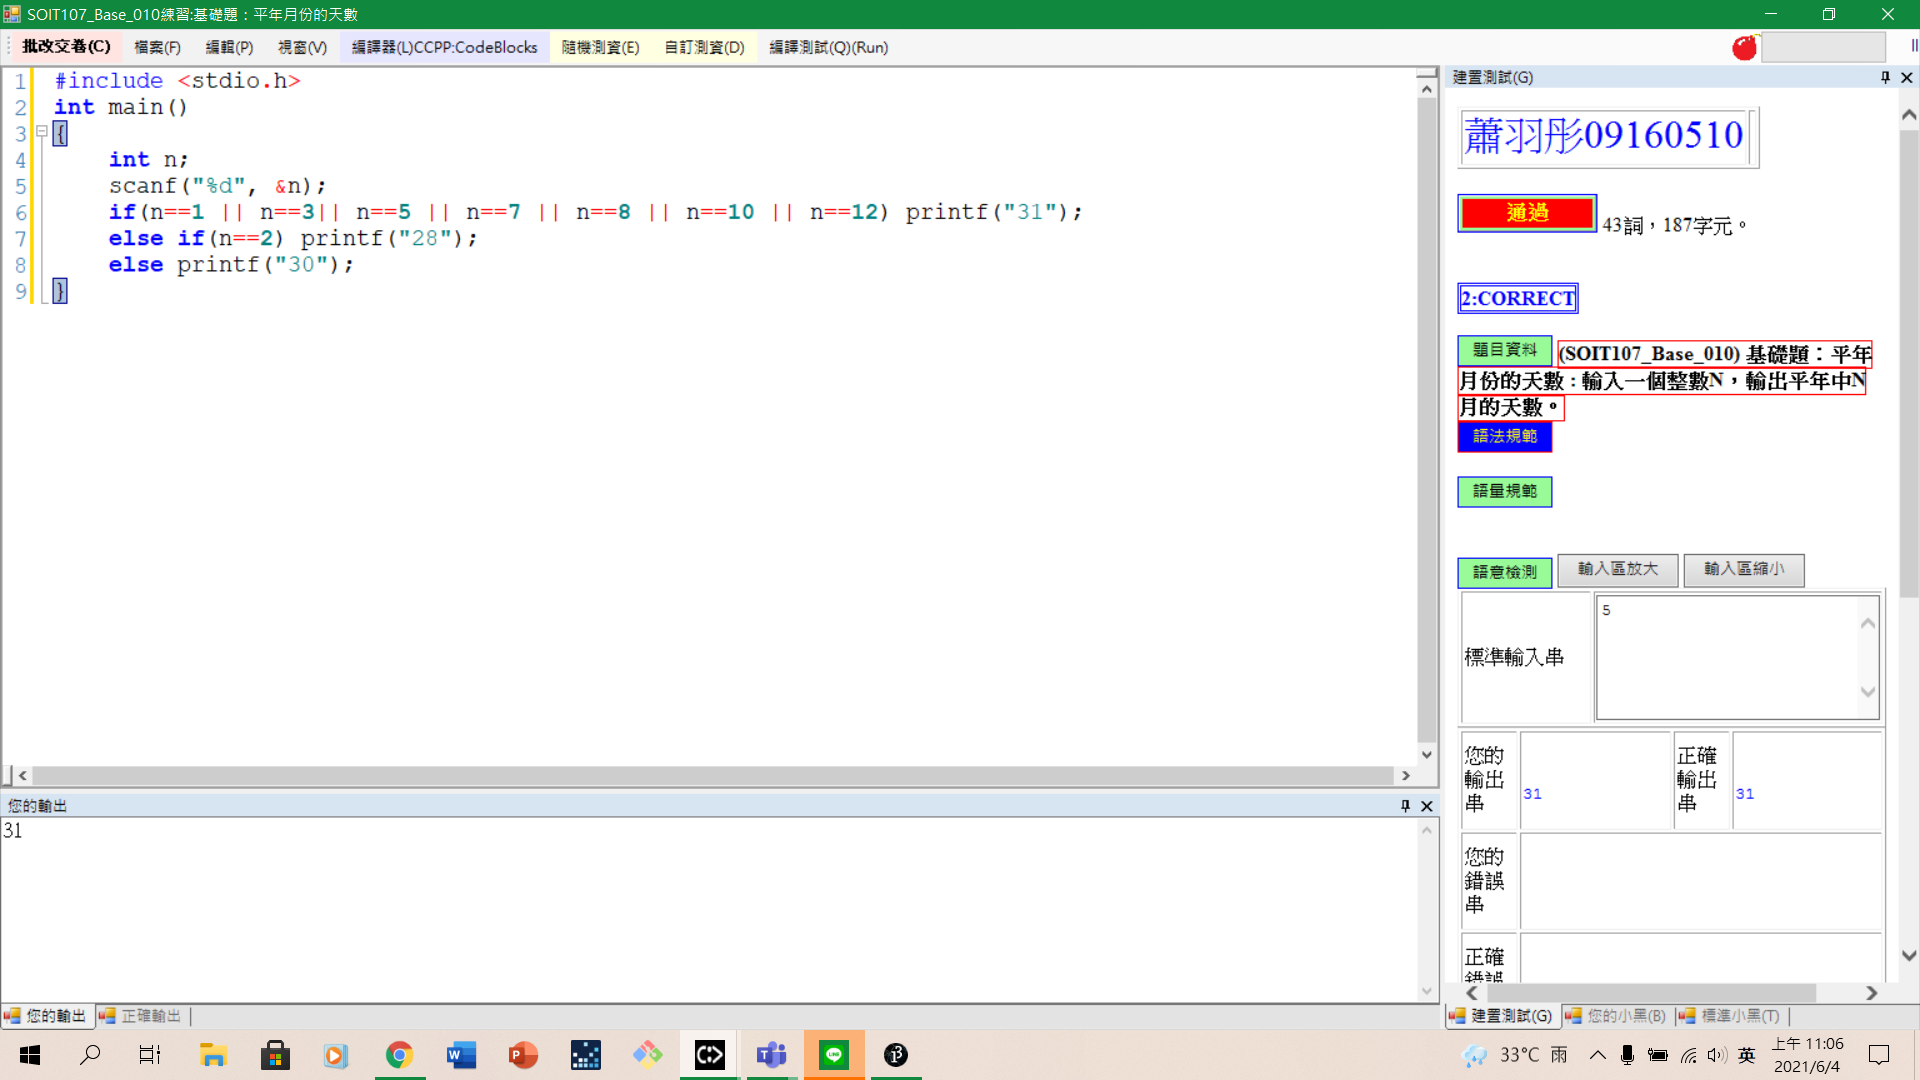 SOIT107_Base_010練習:基礎題：平年月份的天數
批改交卷(C) 檔案(F) 編輯(P) 視窗(V) 編譯器(L)CCPP:CodeBlocks 隨機測資(E) 自訂測資(D) 編譯測試(Q)(Run)
1 #include <stdio.h>
2 int main()
3 {
4 int n;
5 scanf("%d", &n);
6 if(n==1 || n==3|| n==5 || n==7 || n==8 || n==10 || n==12) printf("31");
7 else if(n==2) printf("28");
8 else printf("30");
9 }
您的輸出
31
您的輸出 正確輸出
建置測試(G)
蕭羽彤09160510
通過 43詞，187字元。
2:CORRECT
題目資料 (SOIT107_Base_010) 基礎題：平年
月份的天數 : 輸入一個整數N，輸出平年中N
月的天數。
語法規範
語量規範
語意檢測 輸入區放大 輸入區縮小
標準輸入串 5
您的輸出串 31 正確輸出串 31
您的錯誤串
正確錯誤
建置測試(G) 您的小黑(B) 標準小黑(T)
33°C 雨 英 上午 11:06
2021/6/4